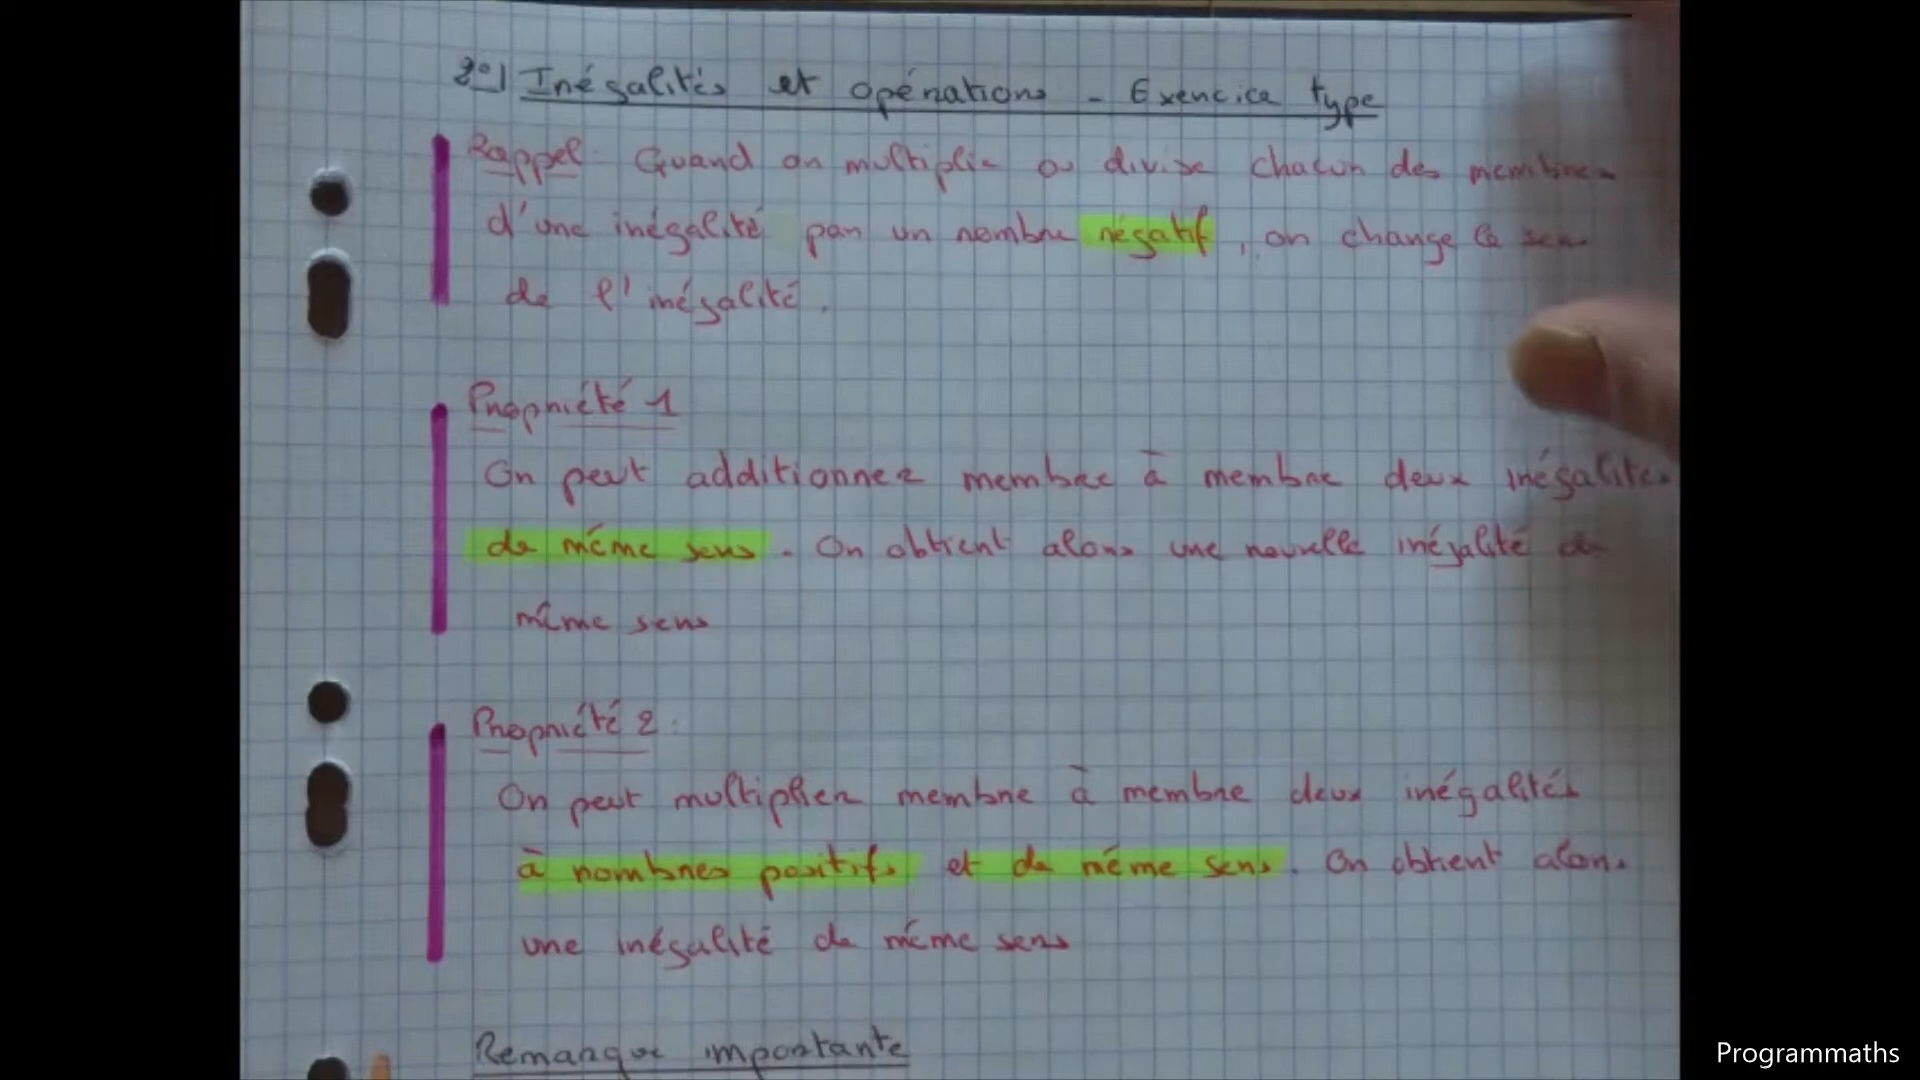 2°/ Inégalités et opérations - Exercice type
Rappel: Quand on multiplie ou divise chacun des membres
d'une inégalité par un nombre négatif, on change le sens
de l'inégalité.
Propriété 1
On peut additionner membre à membre deux inégalités
de même sens. On obtient alors une nouvelle inégalité de
même sens
Propriété 2:
On peut multiplier membre à membre deux inégalités
à nombres positifs et de même sens. On obtient alors
une inégalité de même sens
Remarque importante
Programmaths